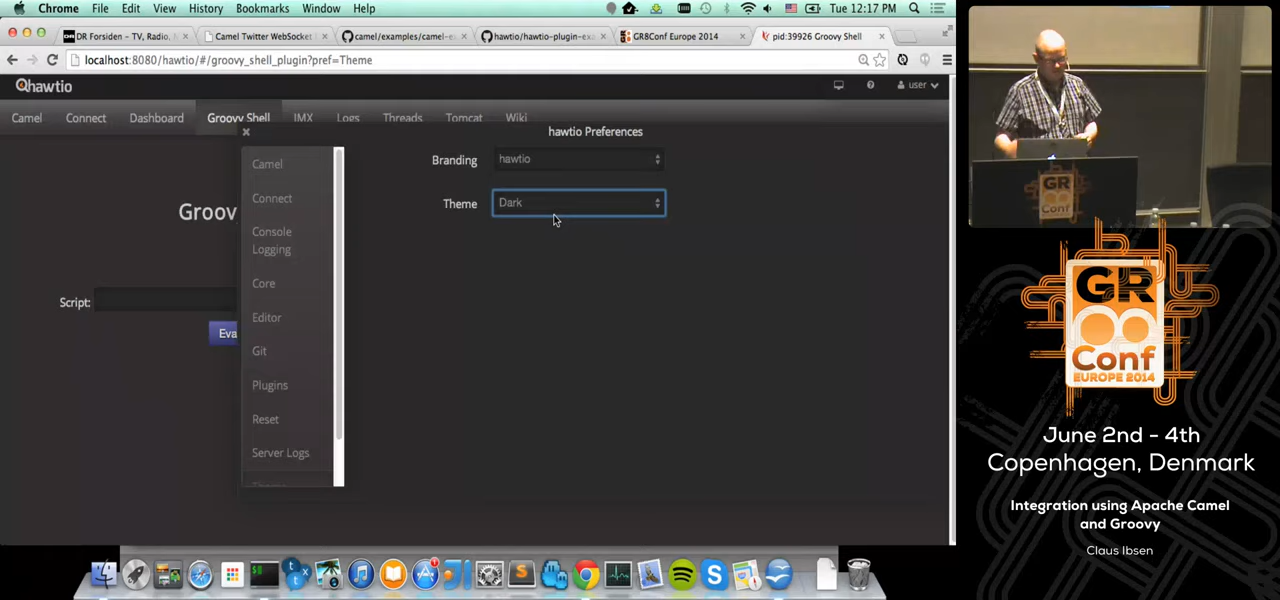 Chrome File Edit View History Bookmarks Window Help
Tue 12:17 PM
DR Forsiden - TV, Radio, N
Camel Twitter WebSocket
camel/examples/camel-e
hawtio/hawtio-plugin-exa
GR8Conf Europe 2014
pid:39926 Groovy Shell
localhost:8080/hawtio/#/groovy_shell_plugin?pref=Theme
hawtio
user
Camel Connect Dashboard Groovy Shell JMX Logs Threads Tomcat Wiki
hawtio Preferences
Camel
Connect
Console
Logging
Core
Editor
Git
Plugins
Reset
Server Logs
Branding
hawtio
Theme
Dark
Groov
Script:
Eva
GR
Conf
GR
Conf
EUROPE 2014
June 2nd - 4th
Copenhagen, Denmark
Integration using Apache Camel
and Groovy
Claus Ibsen